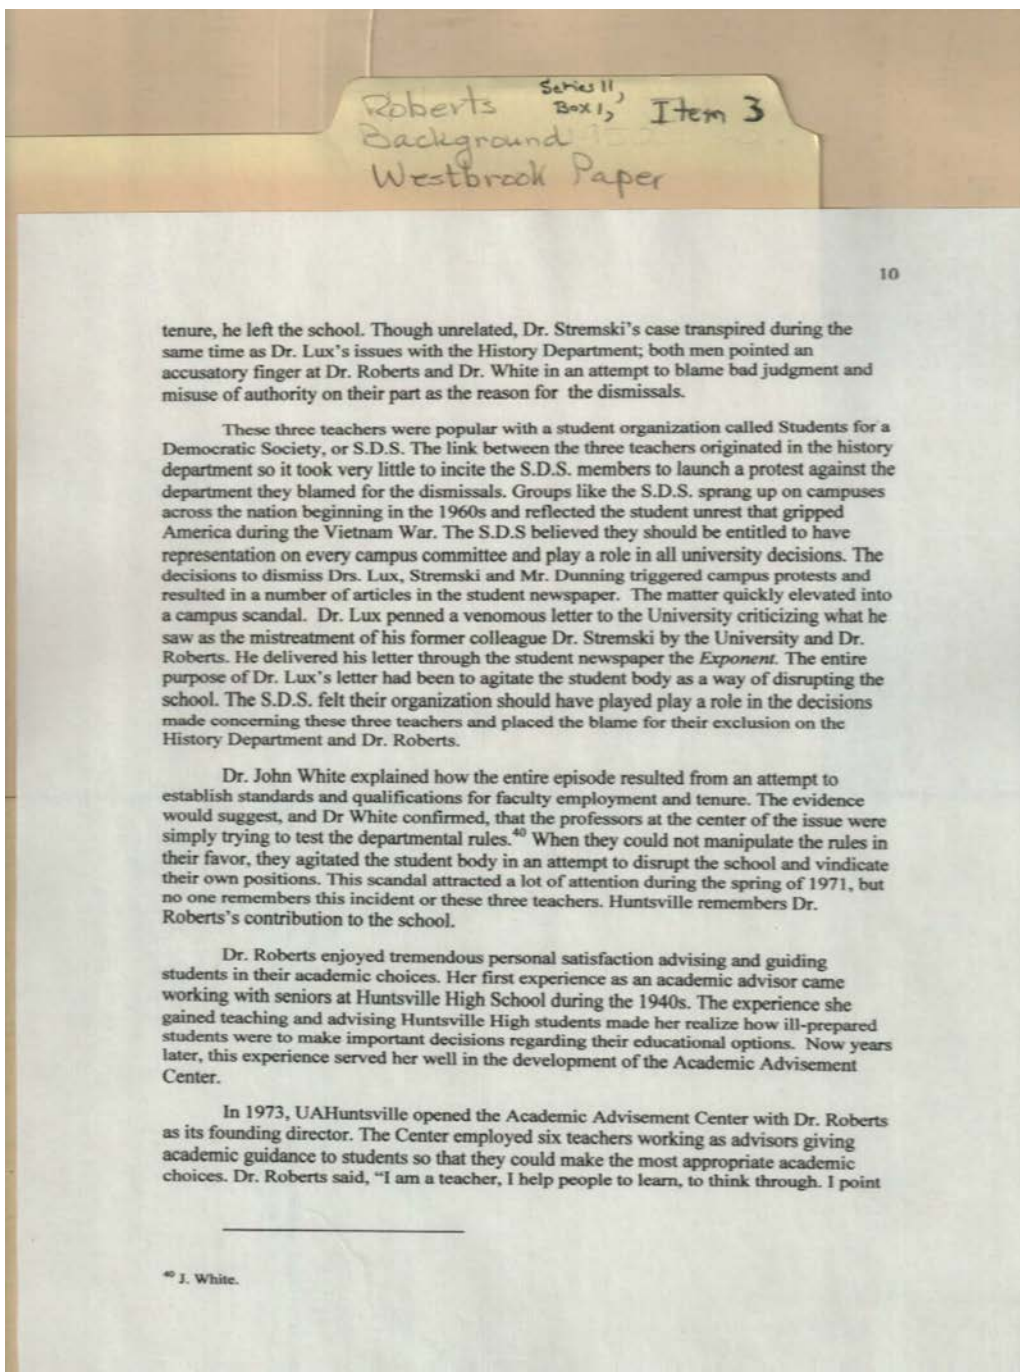 Roberts Series 11, Box 1, Item 3
Background
Westbrook Paper
10
tenure, he left the school. Though unrelated, Dr. Stremski's case transpired during the
same time as Dr. Lux's issues with the History Department; both men pointed an
accusatory finger at Dr. Roberts and Dr. White in an attempt to blame bad judgment and
misuse of authority on their part as the reason for the dismissals.
These three teachers were popular with a student organization called Students for a
Democratic Society, or S.D.S. The link between the three teachers originated in the history
department so it took very little to incite the S.D.S. members to launch a protest against the
department they blamed for the dismissals. Groups like the S.D.S. sprang up on campuses
across the nation beginning in the 1960s and reflected the student unrest that gripped
America during the Vietnam War. The S.D.S believed they should be entitled to have
representation on every campus committee and play a role in all university decisions. The
decisions to dismiss Drs. Lux, Stremski and Mr. Dunning triggered campus protests and
resulted in a number of articles in the student newspaper. The matter quickly elevated into
a campus scandal. Dr. Lux penned a venomous letter to the University criticizing what he
saw as the mistreatment of his former colleague Dr. Stremski by the University and Dr.
Roberts. He delivered his letter through the student newspaper the Exponent. The entire
purpose of Dr. Lux's letter had been to agitate the student body as a way of disrupting the
school. The S.D.S. felt their organization should have played play a role in the decisions
made concerning these three teachers and placed the blame for their exclusion on the
History Department and Dr. Roberts.
Dr. John White explained how the entire episode resulted from an attempt to
establish standards and qualifications for faculty employment and tenure. The evidence
would suggest, and Dr White confirmed, that the professors at the center of the issue were
simply trying to test the departmental rules.⁴⁰ When they could not manipulate the rules in
their favor, they agitated the student body in an attempt to disrupt the school and vindicate
their own positions. This scandal attracted a lot of attention during the spring of 1971, but
no one remembers this incident or these three teachers. Huntsville remembers Dr.
Roberts's contribution to the school.
Dr. Roberts enjoyed tremendous personal satisfaction advising and guiding
students in their academic choices. Her first experience as an academic advisor came
working with seniors at Huntsville High School during the 1940s. The experience she
gained teaching and advising Huntsville High students made her realize how ill-prepared
students were to make important decisions regarding their educational options. Now years
later, this experience served her well in the development of the Academic Advisement
Center.
In 1973, UAHuntsville opened the Academic Advisement Center with Dr. Roberts
as its founding director. The Center employed six teachers working as advisors giving
academic guidance to students so that they could make the most appropriate academic
choices. Dr. Roberts said, “I am a teacher, I help people to learn, to think through. I point
⁴⁰ J. White.